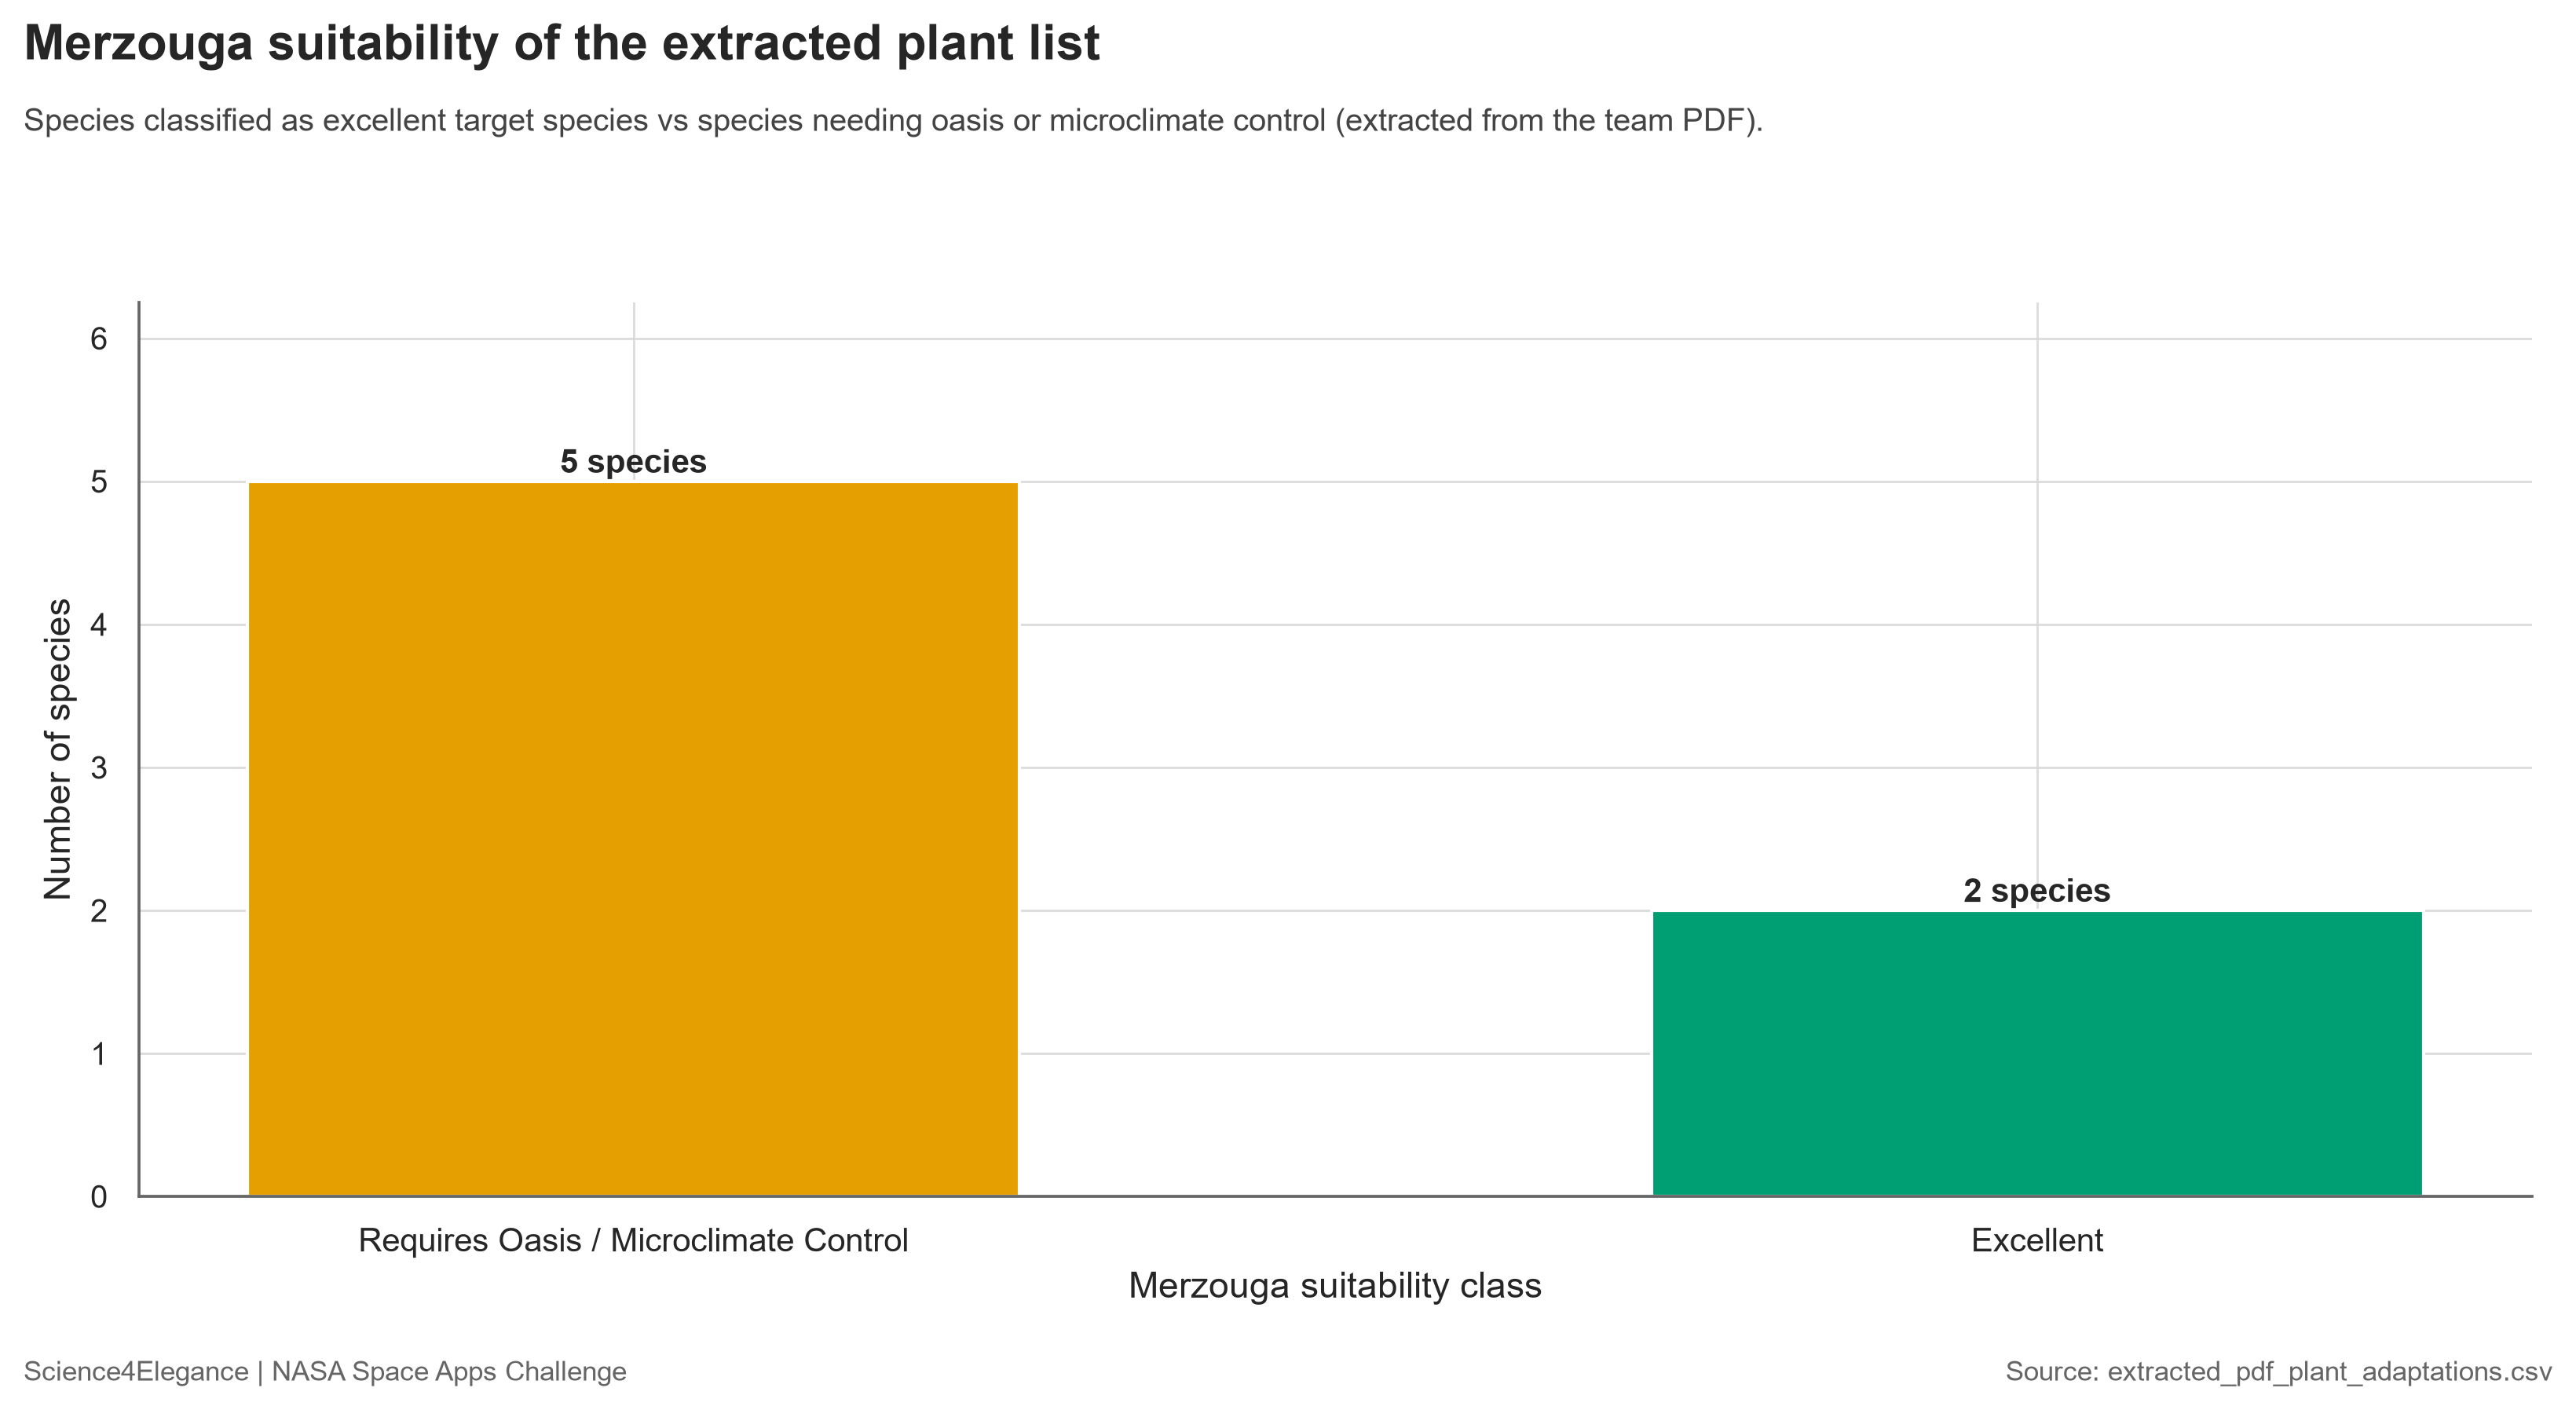 Merzouga suitability of the extracted plant list
Species classified as excellent target species vs species needing oasis or microclimate control (extracted from the team PDF).
6
5
4
3
2
1
0
Number of species
5 species
2 species
Requires Oasis / Microclimate Control
Excellent
Merzouga suitability class
Science4Elegance | NASA Space Apps Challenge
Source: extracted_pdf_plant_adaptations.csv